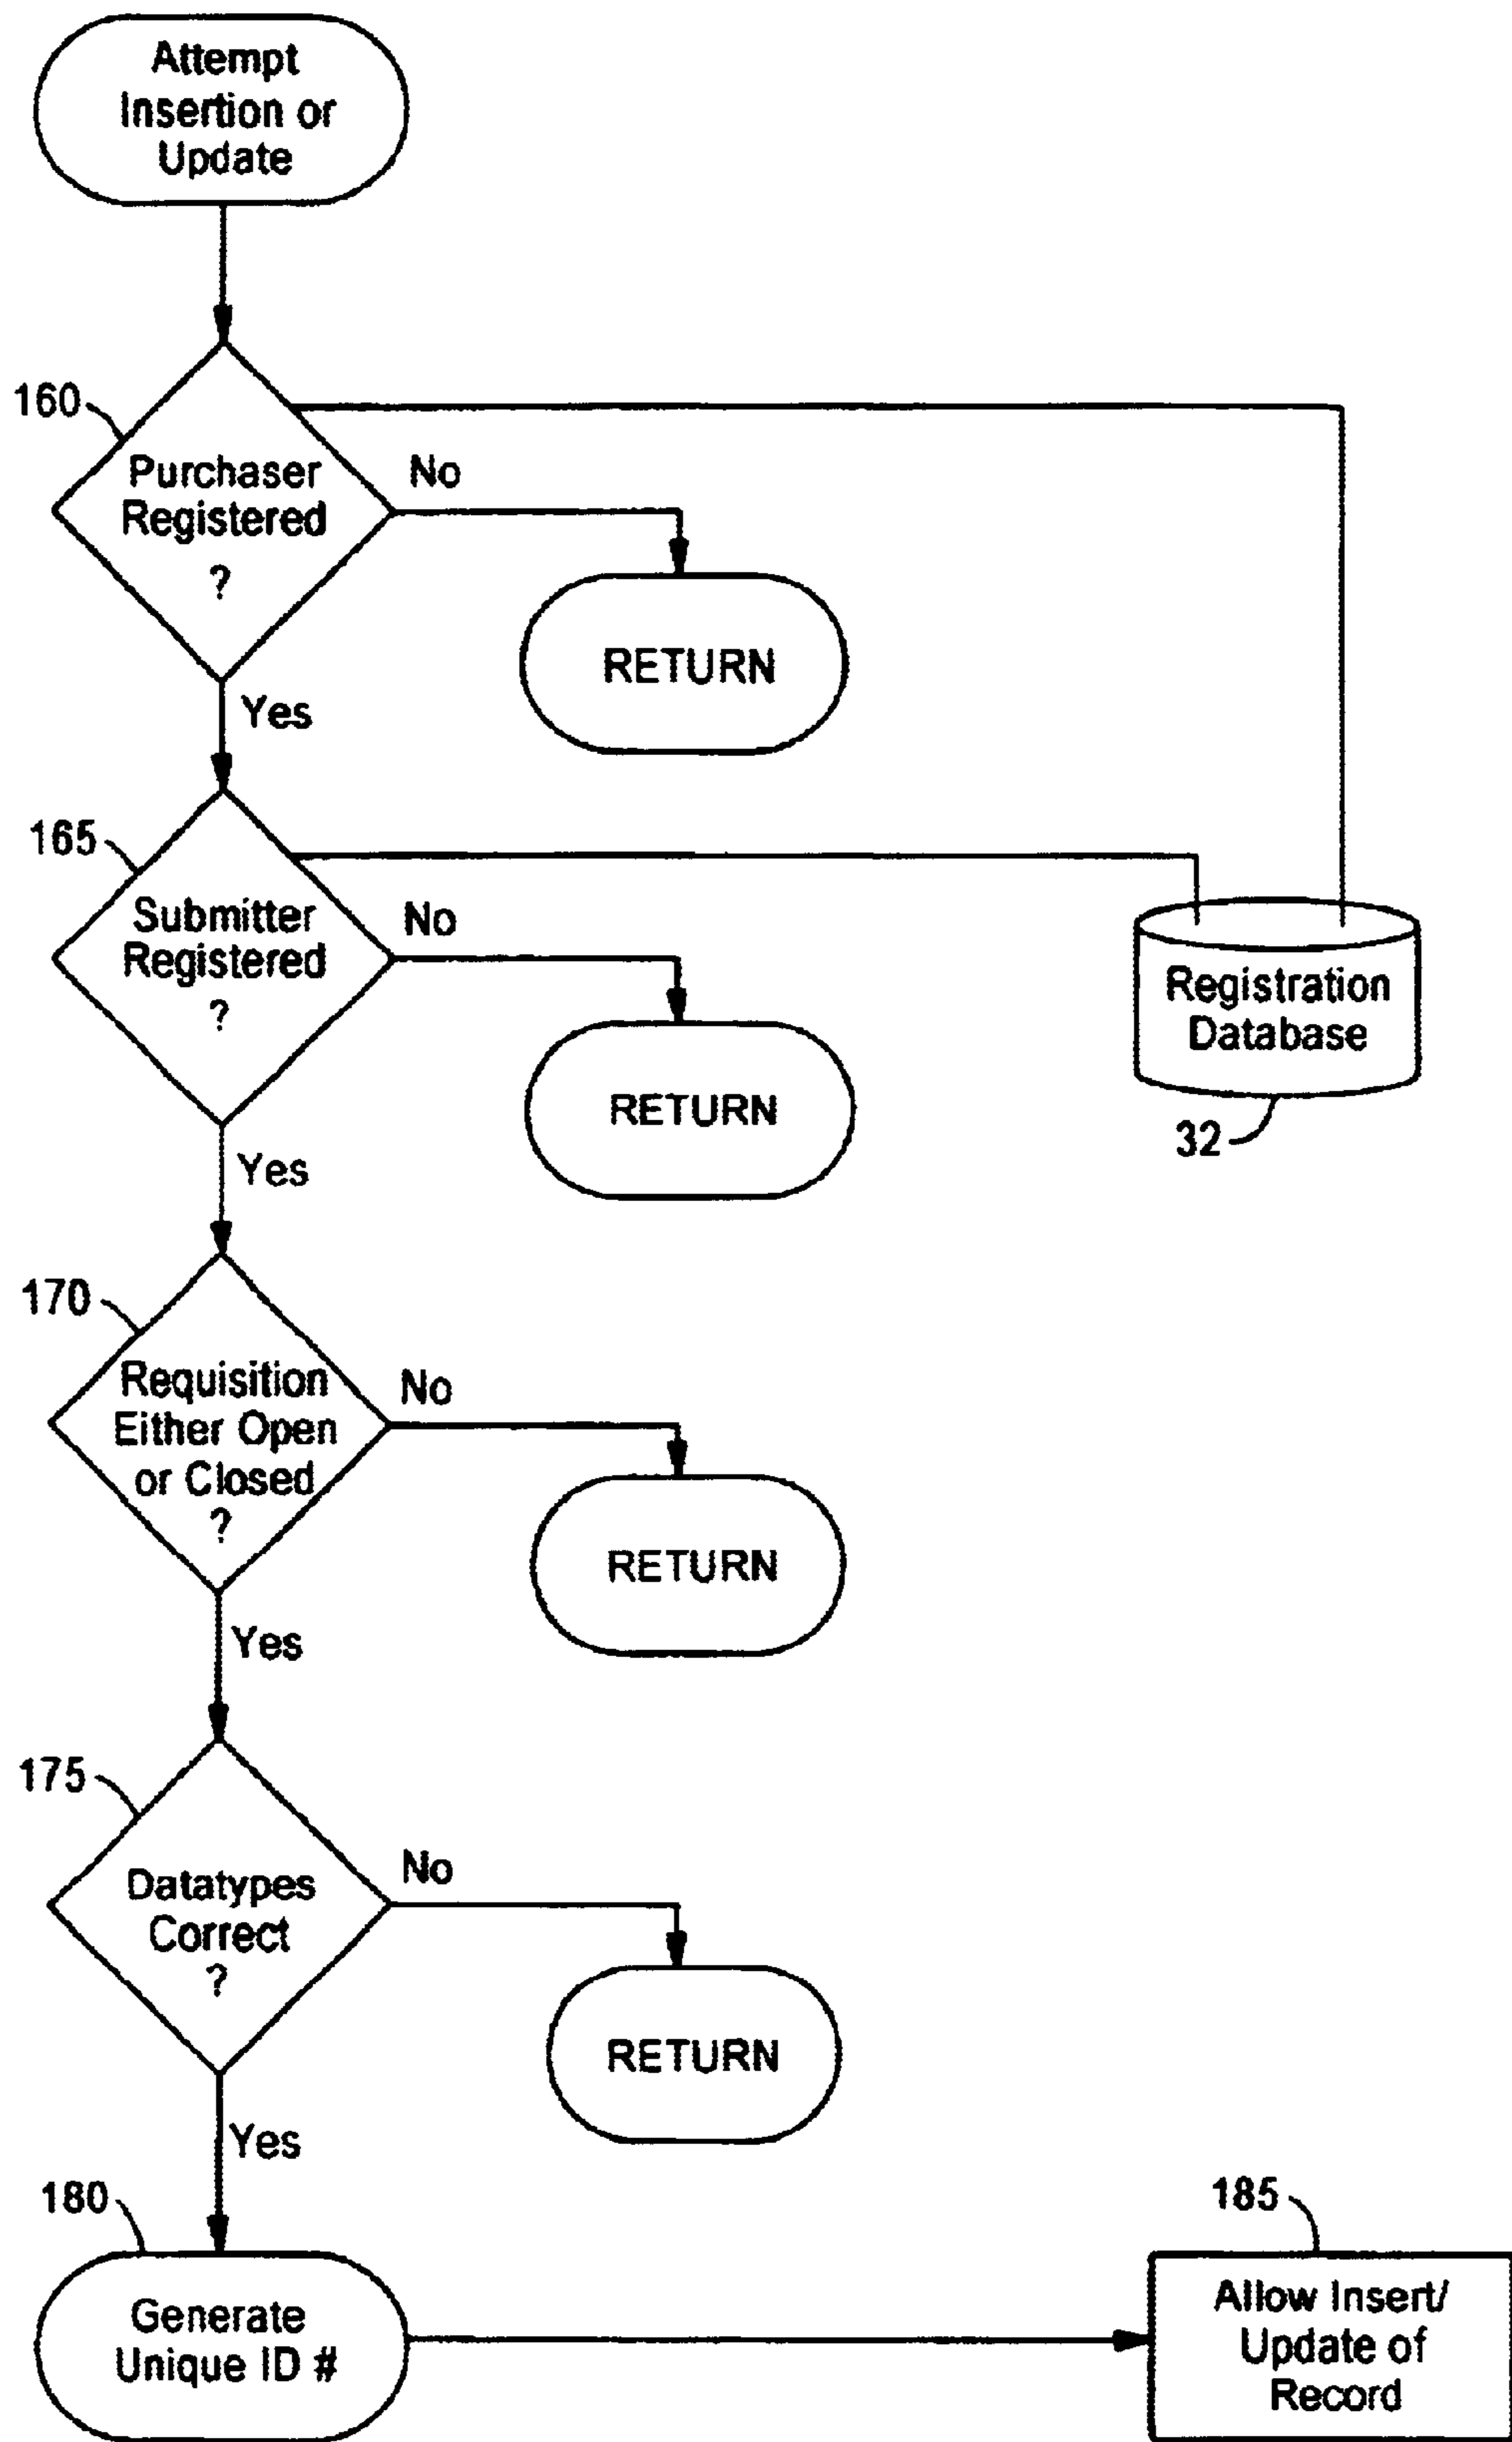 Attempt
Insertion or
Update
160
Purchaser
Registered
?
No
RETURN
Yes
165
Submitter
Registered
?
No
RETURN
Registration
Database
32
Yes
170
Requisition
Either Open
or Closed
?
No
RETURN
Yes
175
Datatypes
Correct
?
No
RETURN
Yes
180
Generate
Unique ID #
185
Allow Insert/
Update of
Record